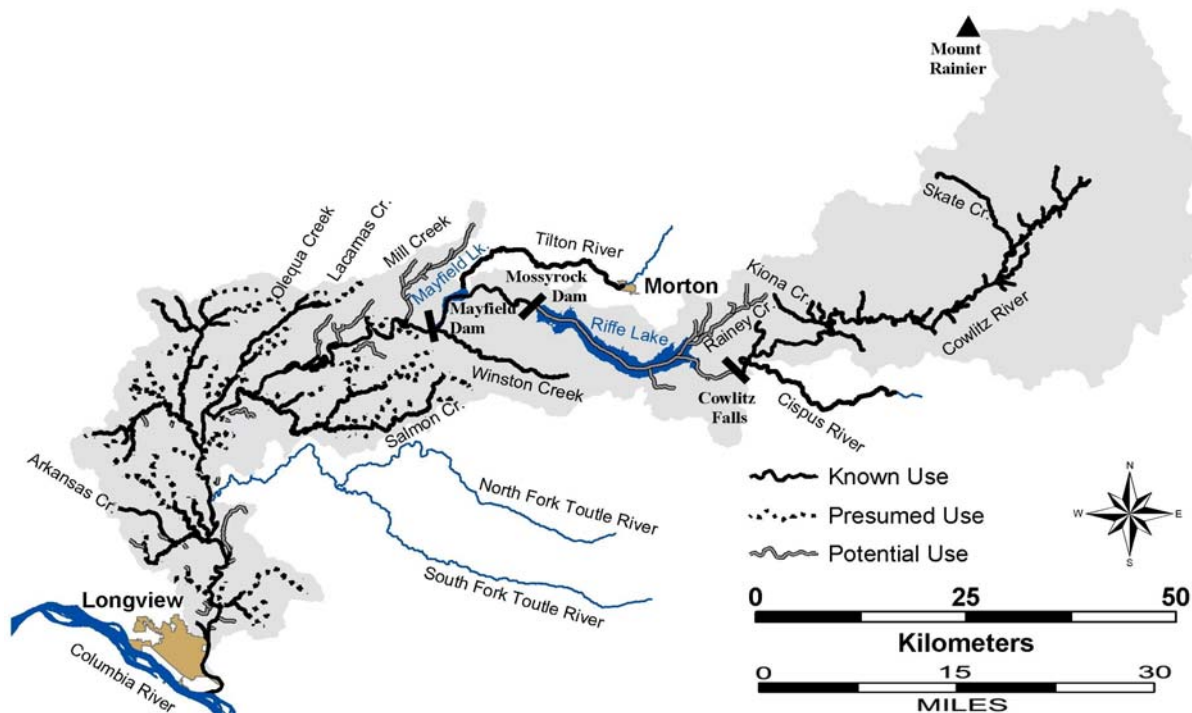 Mount
Rainier
Skate Cr.
Olequa Creek
Lacamas Cr.
Mill Creek
Mayfield Lk.
Tilton River
Mossyrock
Dam
Morton
Kiona Cr.
Cowlitz River
Mayfield
Dam
Riffe Lake
Rainey Cr.
Winston Creek
Cowlitz
Falls
Cispus River
Salmon Cr.
Arkansas Cr.
North Fork Toutle River
South Fork Toutle River
Longview
Columbia River
Known Use
Presumed Use
Potential Use
N
W E
S
0 25 50
Kilometers
0 15 30
MILES